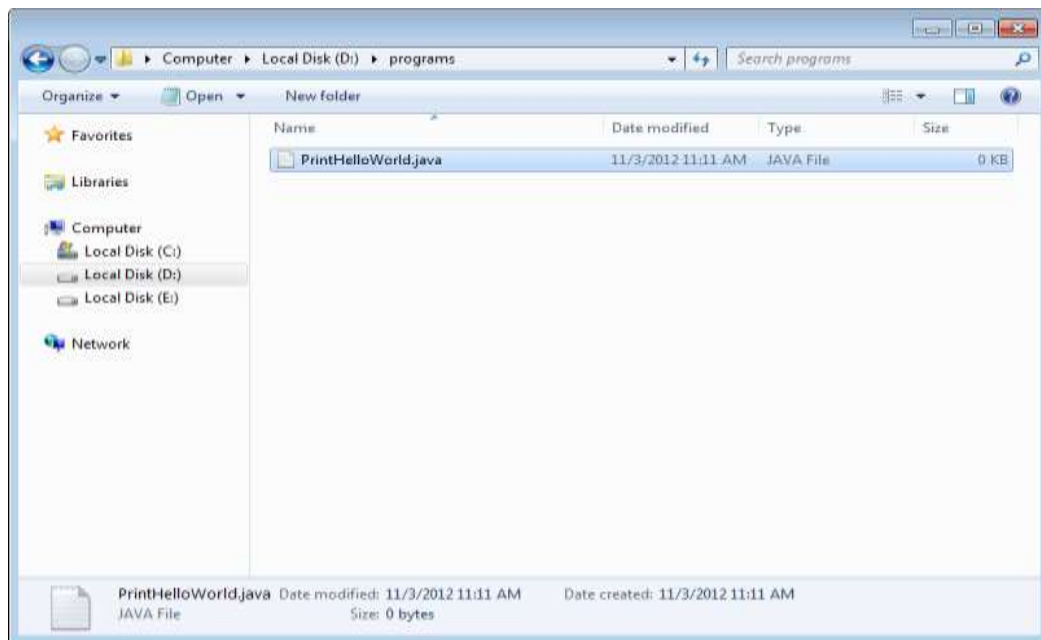 Computer Local Disk (D:) programs Search programs
Organize Open New folder
Name Date modified Type Size
Favorites
PrintHelloWorld.java 11/3/2012 11:11 AM JAVA File 0 KB
Libraries
Computer
Local Disk (C:)
Local Disk (D:)
Local Disk (E:)
Network
PrintHelloWorld.java Date modified: 11/3/2012 11:11 AM Date created: 11/3/2012 11:11 AM
JAVA File Size: 0 bytes